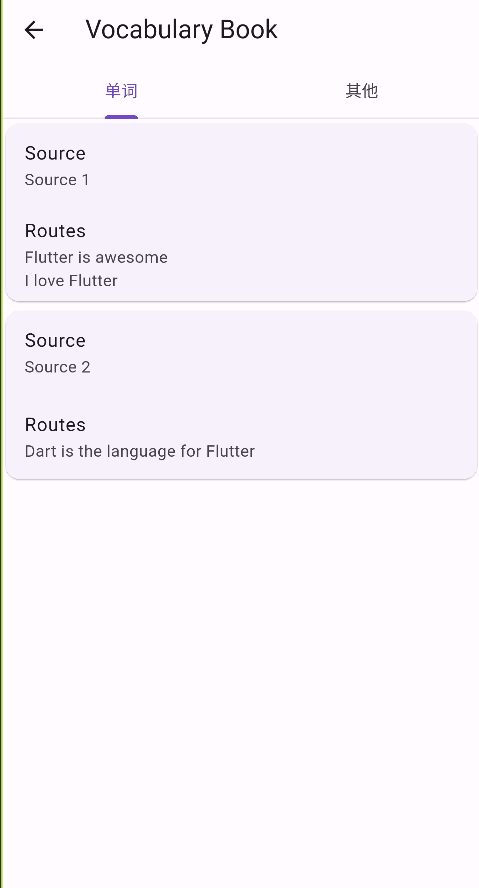 Vocabulary Book
单词
其他
Source
Source 1
Routes
Flutter is awesome
I love Flutter
Source
Source 2
Routes
Dart is the language for Flutter